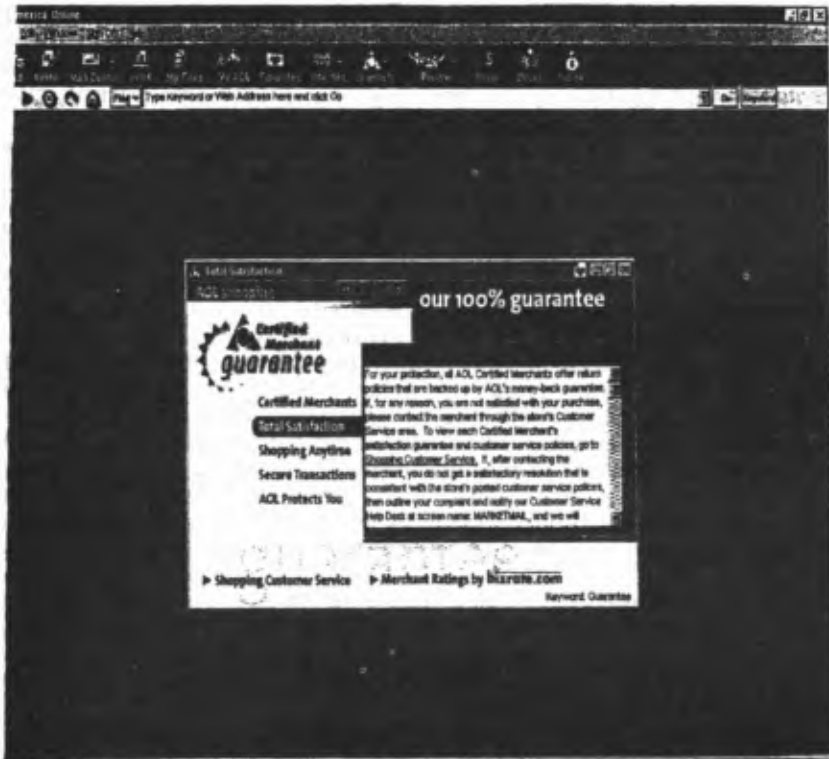 America Online
Type Keyword or Web Address here and click Go
Total Satisfaction
our 100% guarantee
Certified
Merchant
guarantee
For your protection, all AOL Certified Merchants offer return
policies that are backed up by AOL's money-back guarantee.
If, for any reason, you are not satisfied with your purchase,
please contact the merchant through the store's Customer
Service area. To view each Certified Merchant's
satisfaction guarantee and customer service policies, go to
Shopping Customer Service. If, after contacting the
merchant, you do not get a satisfactory resolution that is
consistent with the store's posted customer service polices,
then outline your complaint and notify our Customer Service
Help Desk at screen name: MARKETMAIL, and we will
Certified Merchants
Total Satisfaction
Shopping Anytime
Secure Transactions
AOL Protects You
guarantee
Shopping Customer Service
Merchant Ratings by bizrate.com
Keyword: Guarantee